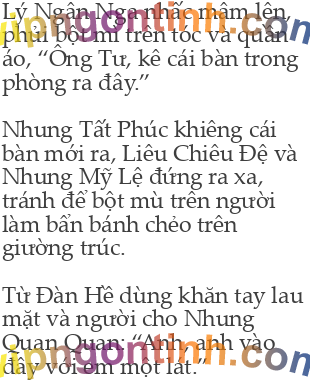 Lý Ngân Nga nhấc mâm lên,
phủi bột mì trên tóc và quần
áo, “Ông Tư, kê cái bàn trong
phòng ra đây.”
Nhung Tất Phúc khiêng cái
bàn mới ra, Liêu Chiêu Đệ và
Nhung Mỹ Lệ đứng ra xa,
tránh để bột mù trên người
làm bẩn bánh chẻo trên
giường trúc.
Từ Đàn Hề dùng khăn tay lau
mặt và người cho Nhung
Quan Quan: “Anh, anh vào
đây với em một lát.”